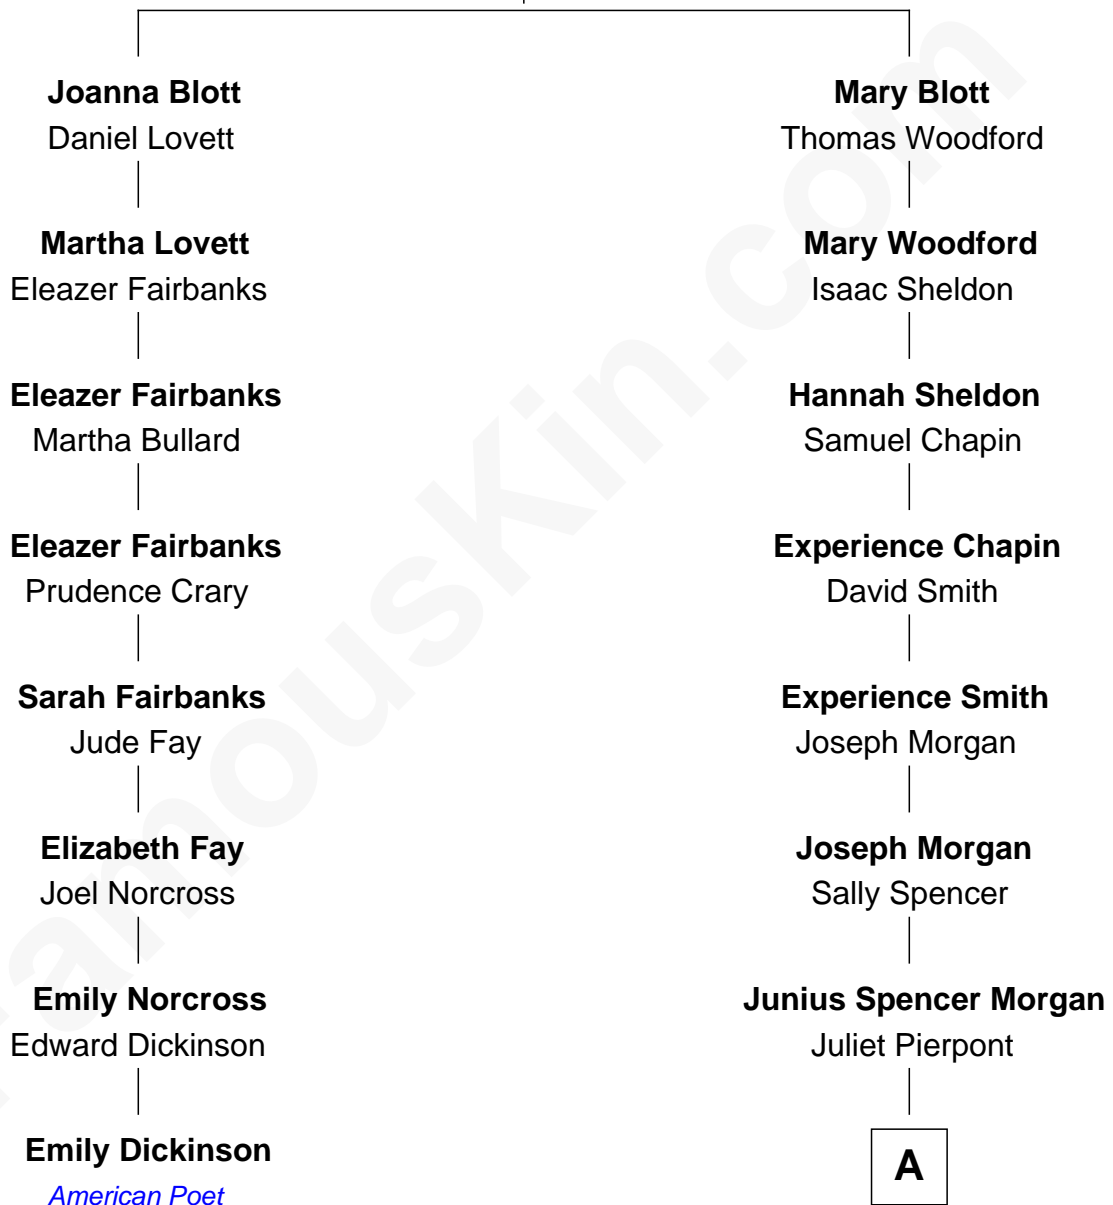 Joanna Blott
Daniel Lovett
Mary Blott
Thomas Woodford
Martha Lovett
Eleazer Fairbanks
Mary Woodford
Isaac Sheldon
Eleazer Fairbanks
Martha Bullard
Hannah Sheldon
Samuel Chapin
Eleazer Fairbanks
Prudence Crary
Experience Chapin
David Smith
Sarah Fairbanks
Jude Fay
Experience Smith
Joseph Morgan
Elizabeth Fay
Joel Norcross
Joseph Morgan
Sally Spencer
Emily Norcross
Edward Dickinson
Junius Spencer Morgan
Juliet Pierpont
Emily Dickinson
American Poet
A
FamousKin.com